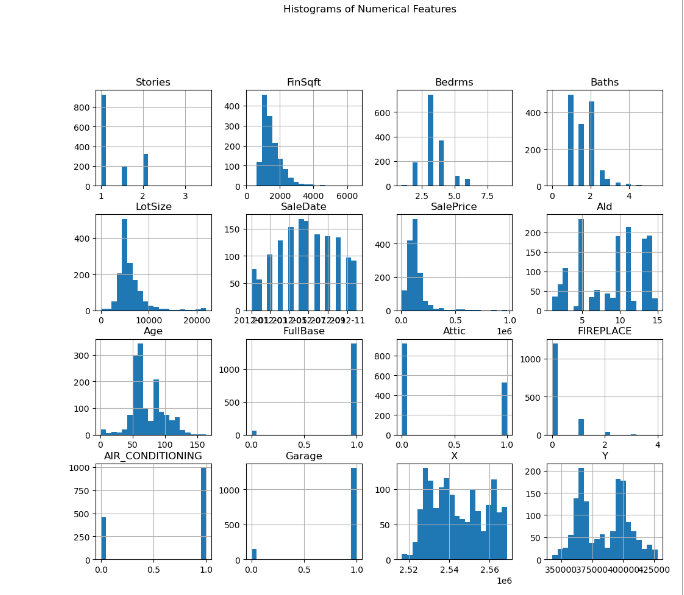 Histograms of Numerical Features
Stories FinSqft Bedrms Baths
800
600
400
200
0
1 2 3
400
300
200
100
0
0 2000 4000 6000
600
400
200
0
2.5 5.0 7.5
400
200
0
0 2 4
LotSize SaleDate SalePrice Ald
400
200
0
0 10000 20000
150
100
50
0
400
200
0
0.0 0.5 1.0
1e6
200
150
100
50
0
5 10 15
Age FullBase Attic FIREPLACE
300
200
100
0
0 50 100 150
1000
500
0
0.0 0.5 1.0
800
600
400
200
0
0.0 0.5 1.0
1000
500
0
0 2 4
AIR_CONDITIONING Garage X Y
1000
750
500
250
0
0.0 0.5 1.0
1000
500
0
0.0 0.5 1.0
100
50
0
2.52 2.54 2.56
1e6
200
150
100
50
0
350000 375000 400000 425000